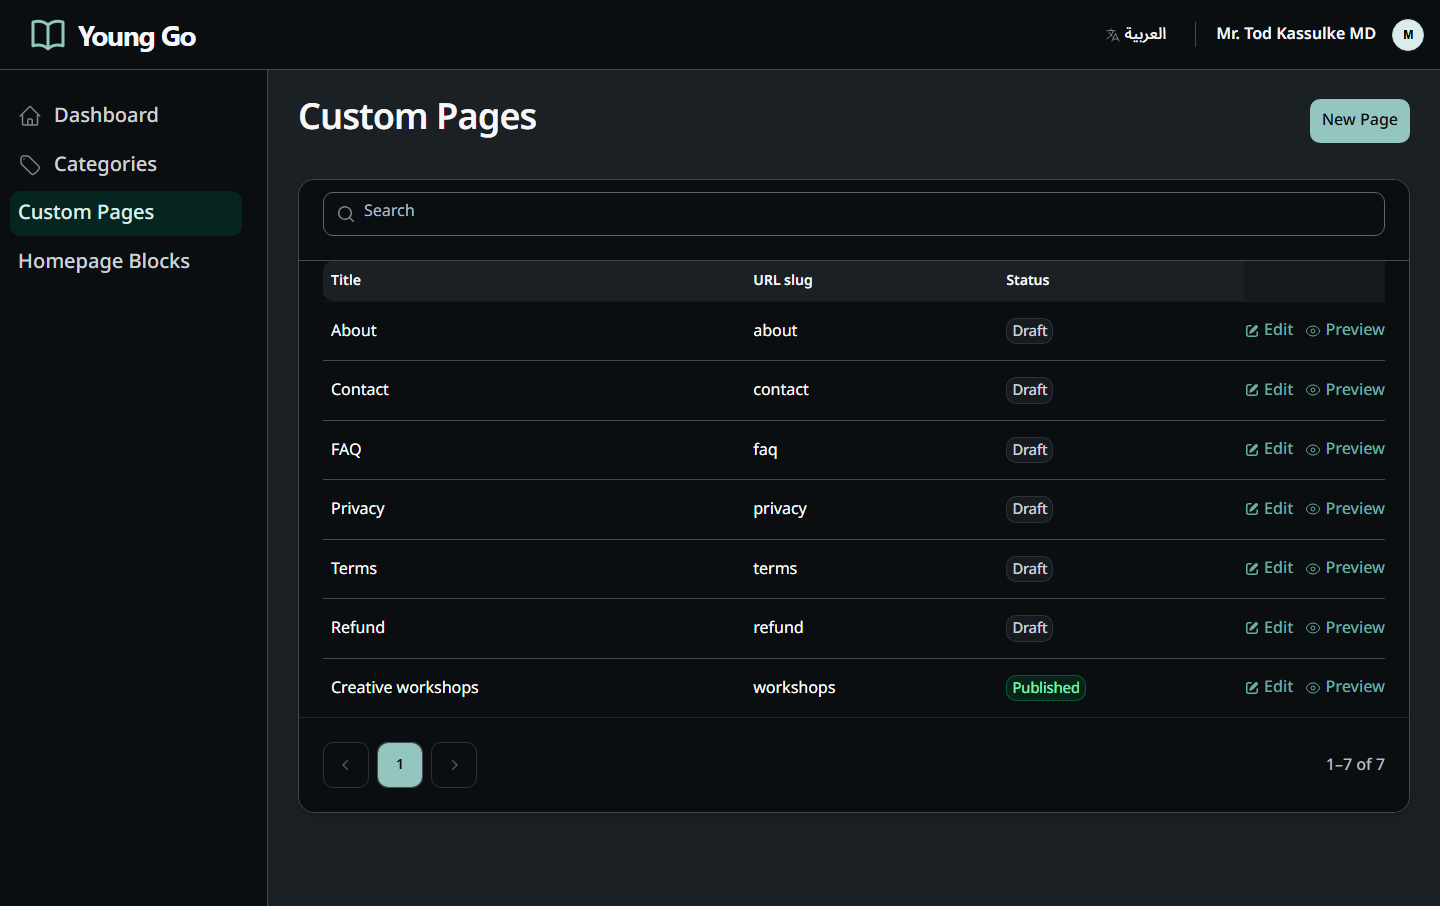 Young Go
العربية
Mr. Tod Kassulke MD
M
Dashboard
Categories
Custom Pages
Homepage Blocks
Custom Pages
New Page
Search
Title URL slug Status
About about Draft Edit Preview
Contact contact Draft Edit Preview
FAQ faq Draft Edit Preview
Privacy privacy Draft Edit Preview
Terms terms Draft Edit Preview
Refund refund Draft Edit Preview
Creative workshops workshops Published Edit Preview
1
1–7 of 7